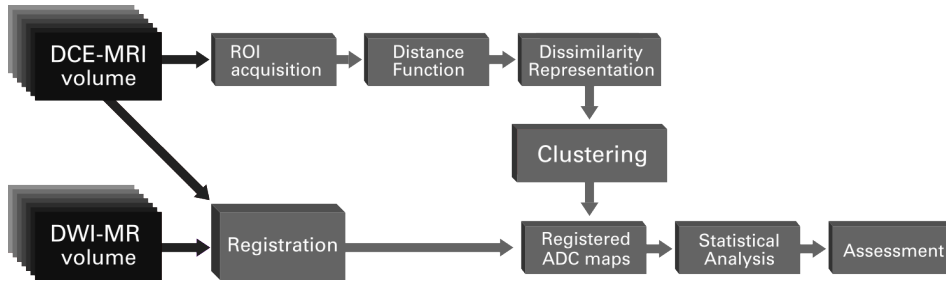 DCE-MRI
volume
ROI
acquisition
Distance
Function
Dissimilarity
Representation
Clustering
DWI-MR
volume
Registration
Registered
ADC maps
Statistical
Analysis
Assessment